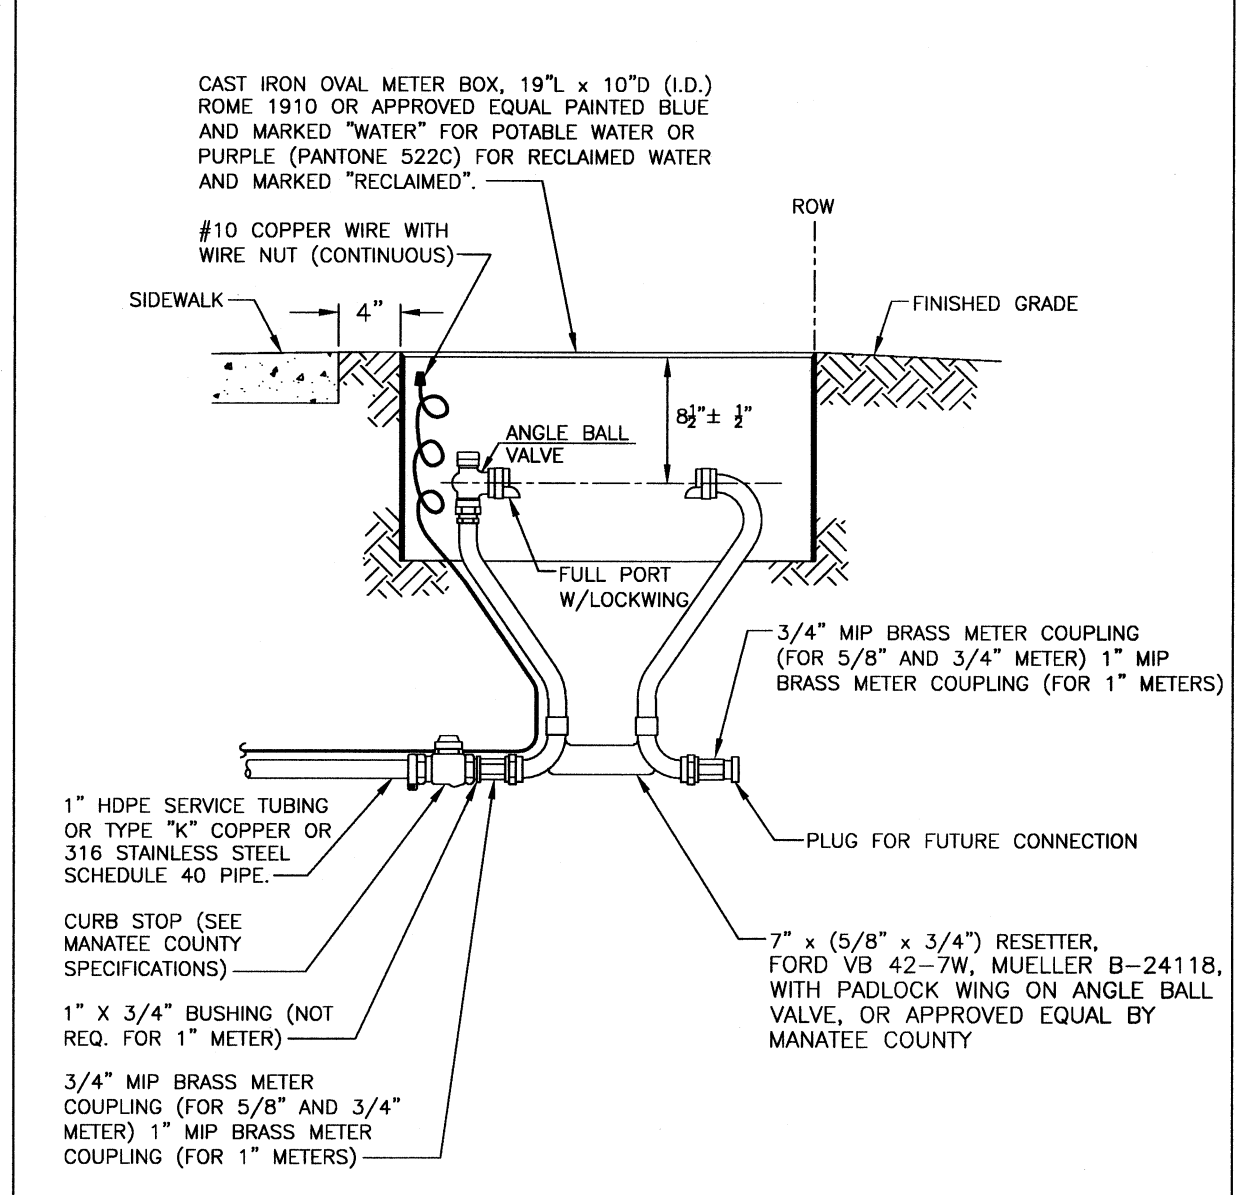 CAST IRON OVAL METER BOX, 19"L x 10"D (I.D.)
ROME 1910 OR APPROVED EQUAL PAINTED BLUE
AND MARKED "WATER" FOR POTABLE WATER OR
PURPLE (PANTONE 522C) FOR RECLAIMED WATER
AND MARKED "RECLAIMED".
ROW
#10 COPPER WIRE WITH
WIRE NUT (CONTINUOUS)
SIDEWALK
4"
FINISHED GRADE
8 1/2"± 1/2"
ANGLE BALL
VALVE
FULL PORT
W/LOCKWING
3/4" MIP BRASS METER COUPLING
(FOR 5/8" AND 3/4" METER) 1" MIP
BRASS METER COUPLING (FOR 1" METERS)
1" HDPE SERVICE TUBING
OR TYPE "K" COPPER OR
316 STAINLESS STEEL
SCHEDULE 40 PIPE.
PLUG FOR FUTURE CONNECTION
CURB STOP (SEE
MANATEE COUNTY
SPECIFICATIONS)
7" x (5/8" x 3/4") RESETTER,
FORD VB 42-7W, MUELLER B-24118,
WITH PADLOCK WING ON ANGLE BALL
VALVE, OR APPROVED EQUAL BY
MANATEE COUNTY
1" X 3/4" BUSHING (NOT
REQ. FOR 1" METER)
3/4" MIP BRASS METER
COUPLING (FOR 5/8" AND 3/4"
METER) 1" MIP BRASS METER
COUPLING (FOR 1" METERS)